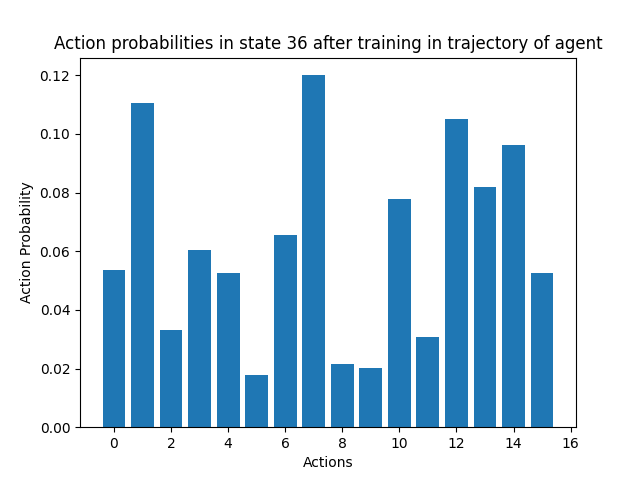 Action probabilities in state 36 after training in trajectory of agent
0.12
0.10
0.08
0.06
0.04
0.02
0.00
Action Probability
0 2 4 6 8 10 12 14 16
Actions